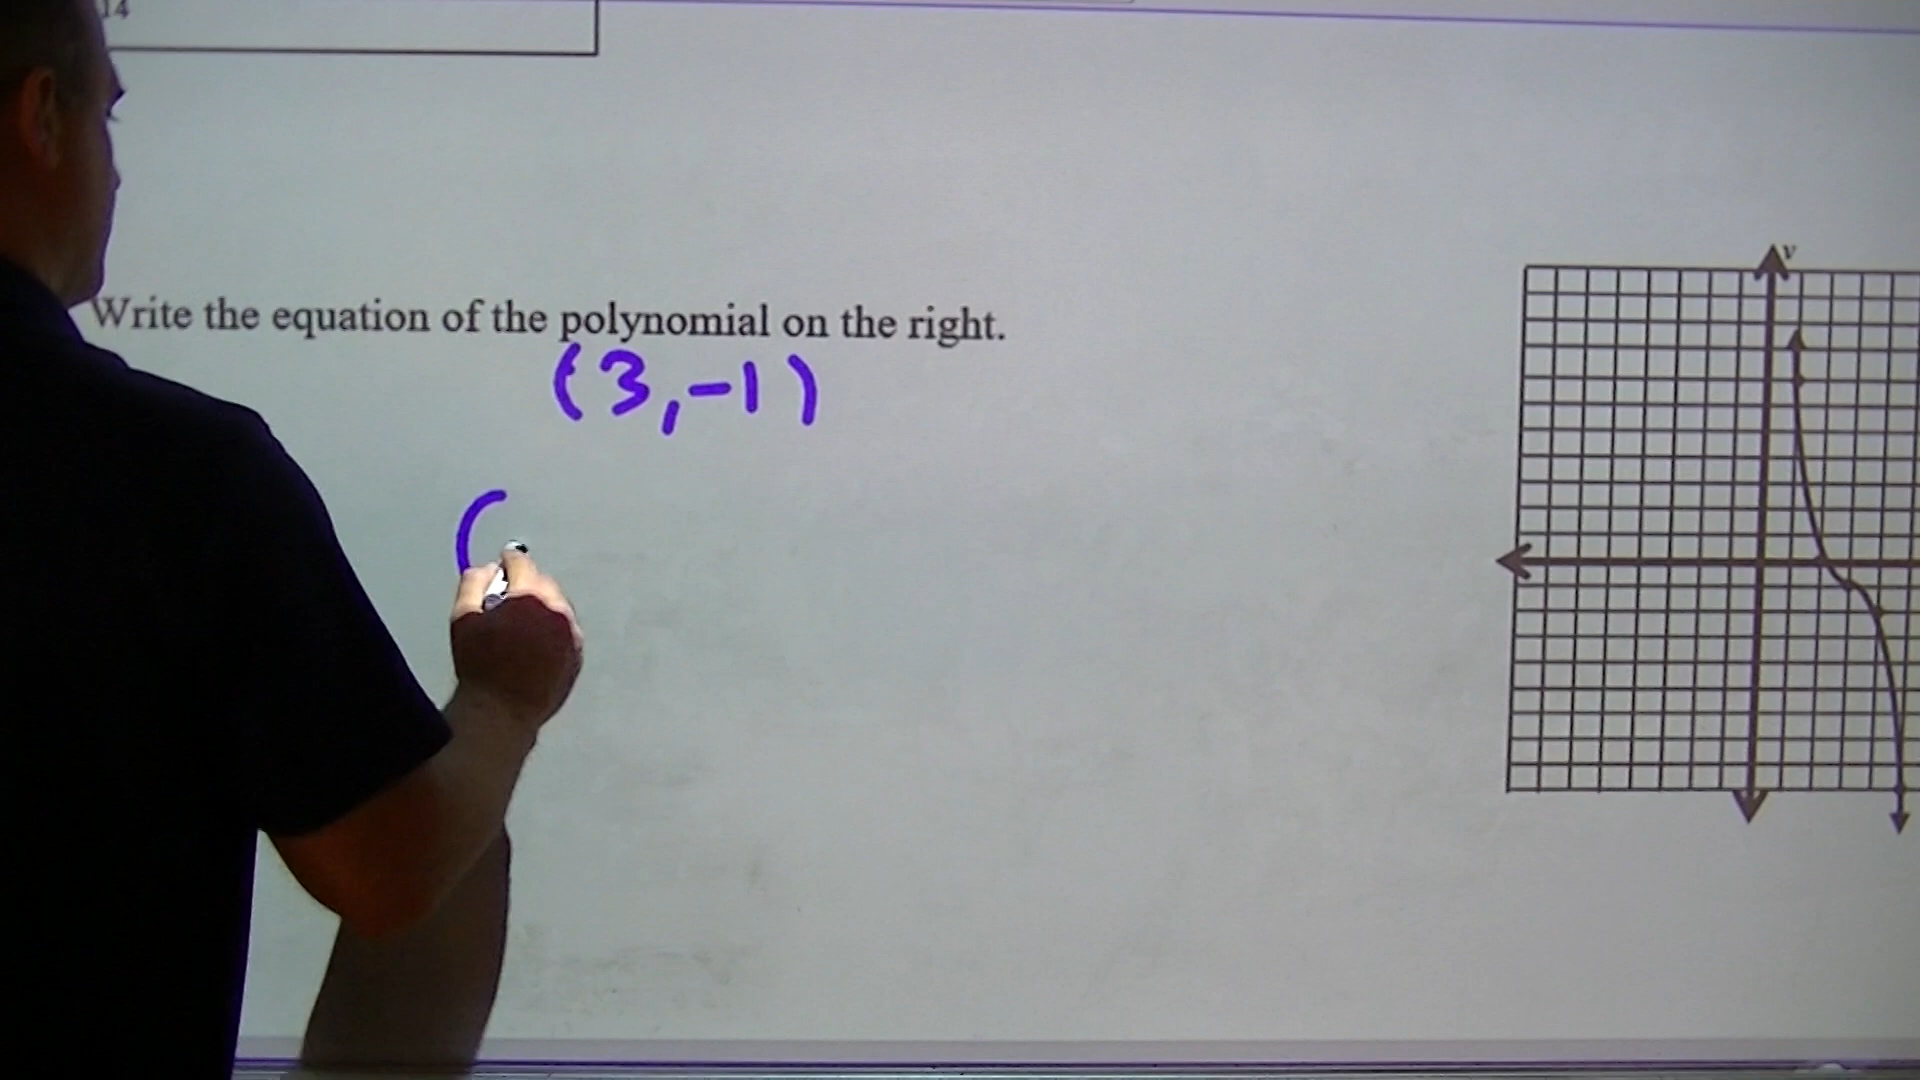 14
Write the equation of the polynomial on the right.
(3,-1)
(
y